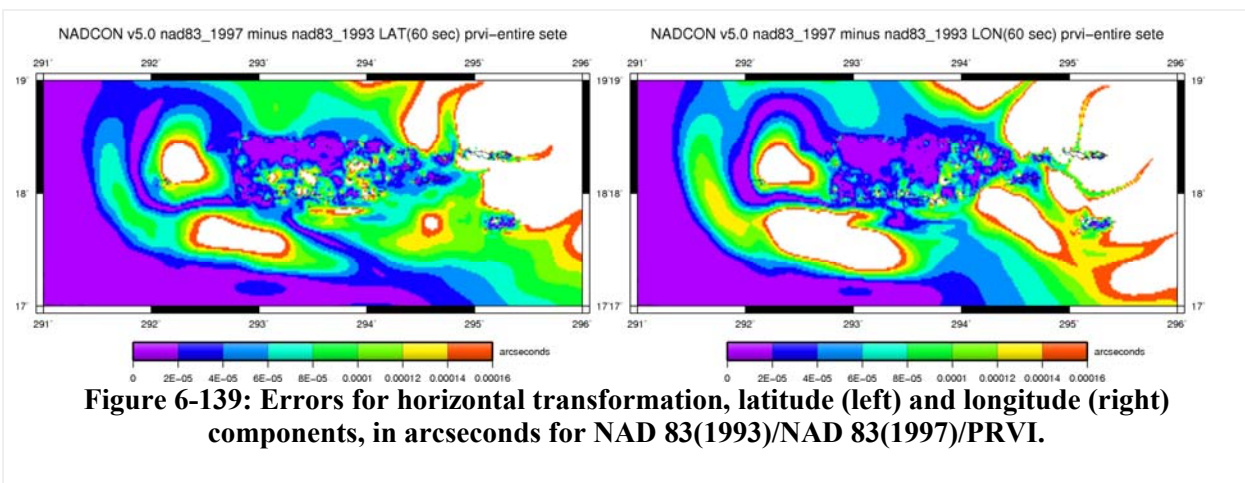 NADCON v5.0 nad83_1997 minus nad83_1993 LAT(60 sec) prvi-entire sete
NADCON v5.0 nad83_1997 minus nad83_1993 LON(60 sec) prvi-entire sete
291˚ 292˚ 293˚ 294˚ 295˚ 296˚
19˚ 19˚
18˚ 18˚
17˚ 17˚
291˚ 292˚ 293˚ 294˚ 295˚ 296˚
arcseconds
0 2E-05 4E-05 6E-05 8E-05 0.0001 0.00012 0.00014 0.00016
291˚ 292˚ 293˚ 294˚ 295˚ 296˚
19˚ 19˚
18˚ 18˚
17˚ 17˚
291˚ 292˚ 293˚ 294˚ 295˚ 296˚
arcseconds
0 2E-05 4E-05 6E-05 8E-05 0.0001 0.00012 0.00014 0.00016
Figure 6-139: Errors for horizontal transformation, latitude (left) and longitude (right)
components, in arcseconds for NAD 83(1993)/NAD 83(1997)/PRVI.